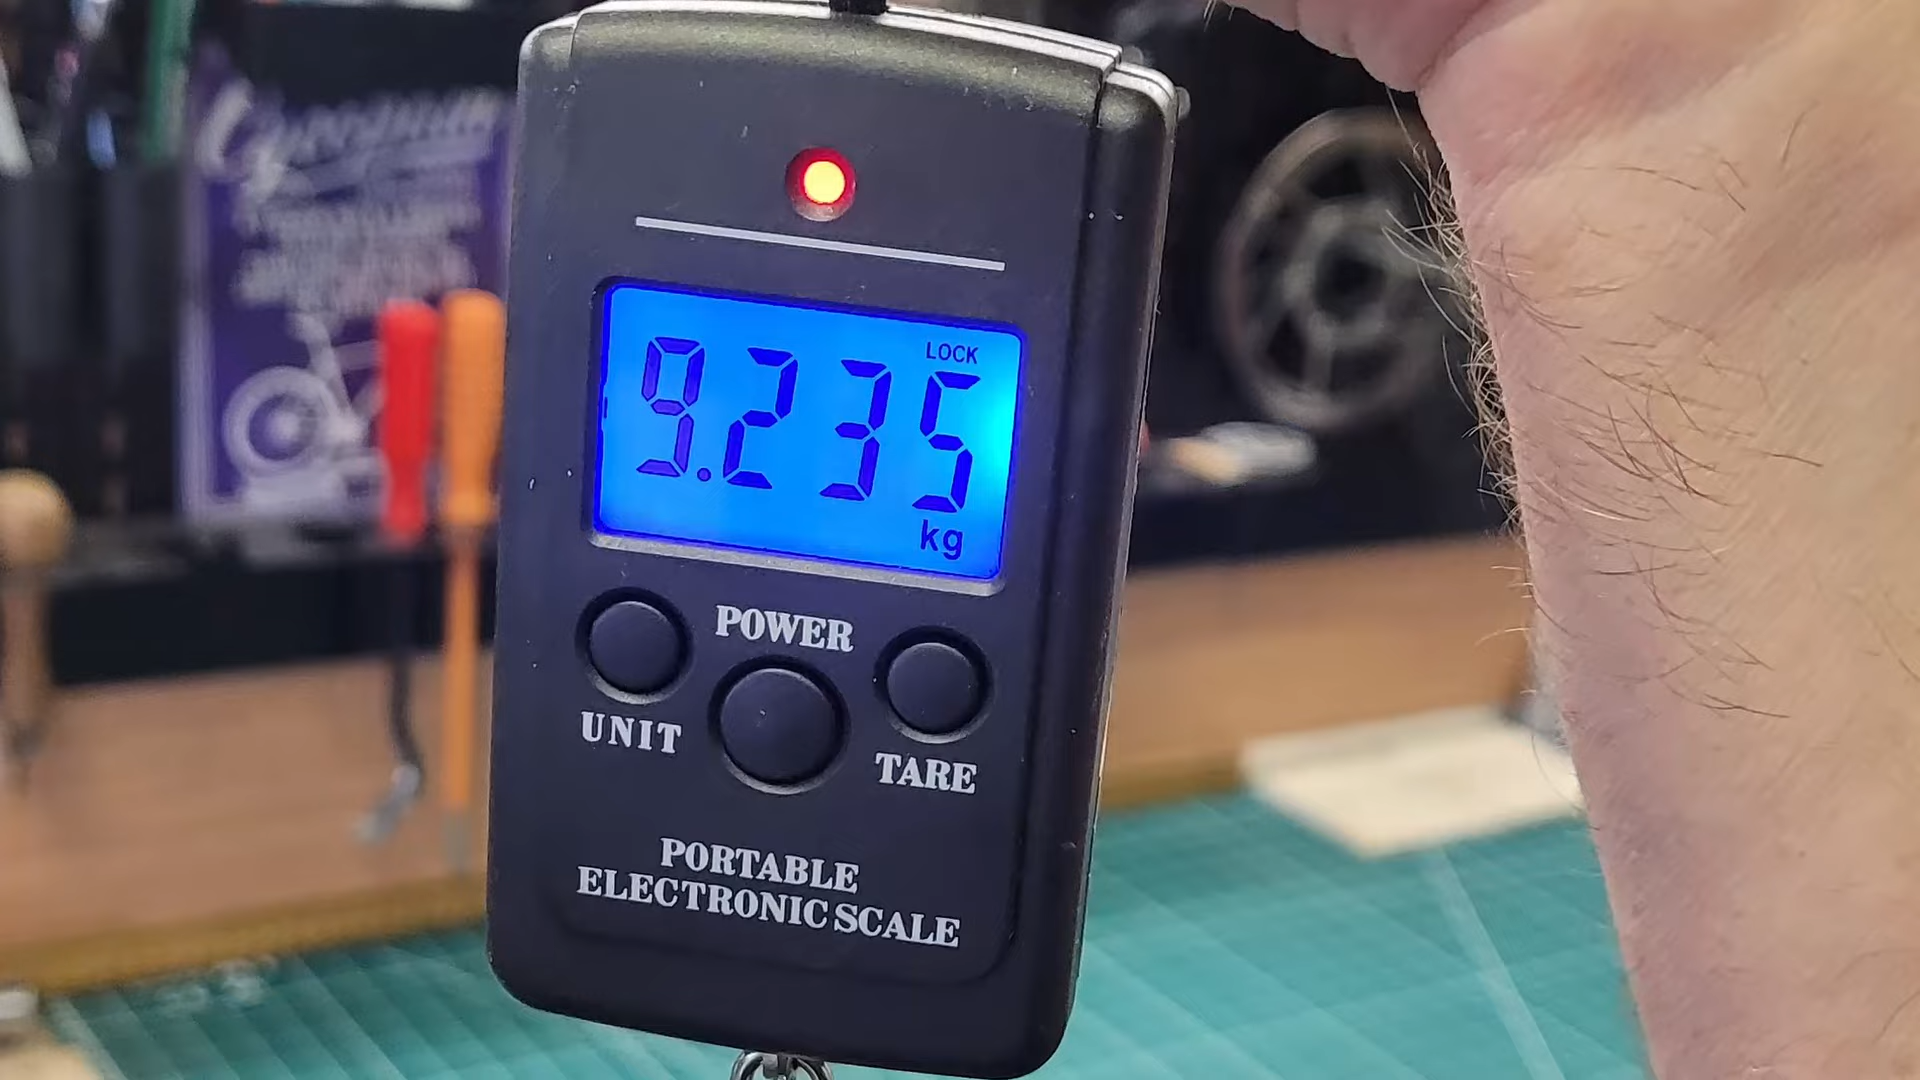 LOCK
9.235
kg
POWER
UNIT
TARE
PORTABLE
ELECTRONIC SCALE